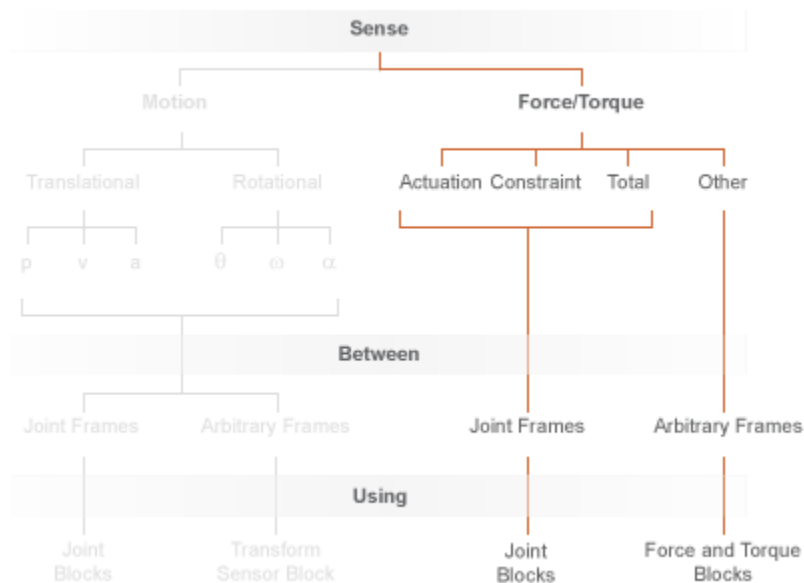 Sense
Motion Force/Torque
Translational Rotational Actuation Constraint Total Other
p v a θ ω α
Between
Joint Frames Arbitrary Frames Joint Frames Arbitrary Frames
Using
Joint Transform Joint Force and Torque
Blocks Sensor Block Blocks Blocks